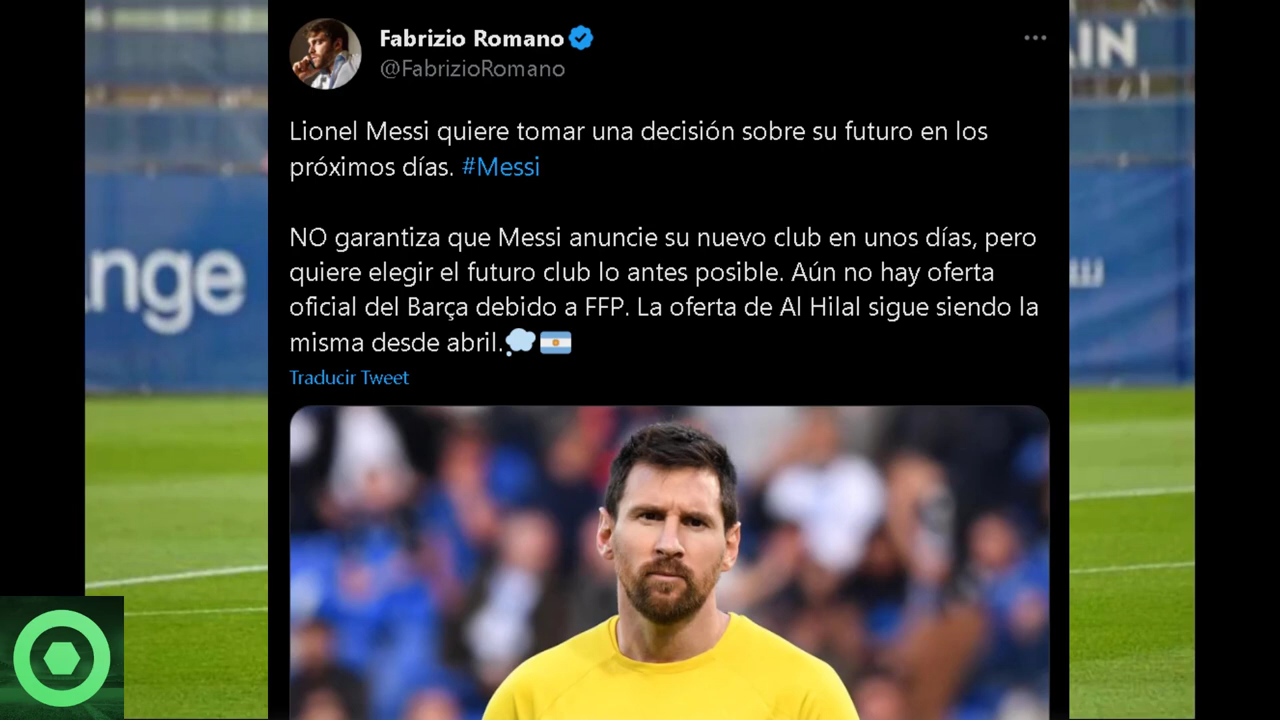 Fabrizio Romano
@FabrizioRomano
Lionel Messi quiere tomar una decisión sobre su futuro en los
próximos días. #Messi
NO garantiza que Messi anuncie su nuevo club en unos días, pero
quiere elegir el futuro club lo antes posible. Aún no hay oferta
oficial del Barça debido a FFP. La oferta de Al Hilal sigue siendo la
misma desde abril.
Traducir Tweet